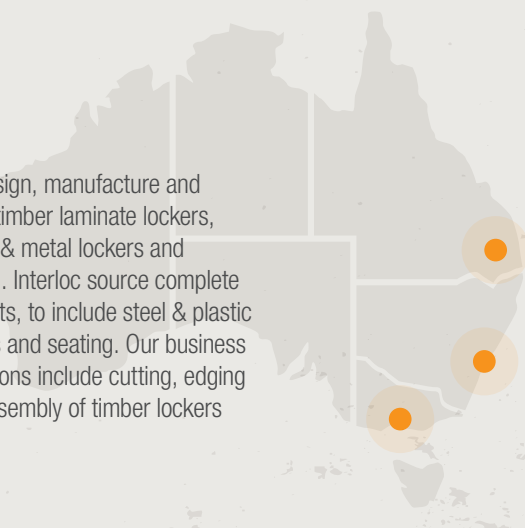 sign, manufacture and
timber laminate lockers,
& metal lockers and
. Interloc source complete
ts, to include steel & plastic
s and seating. Our business
ons include cutting, edging
sembly of timber lockers